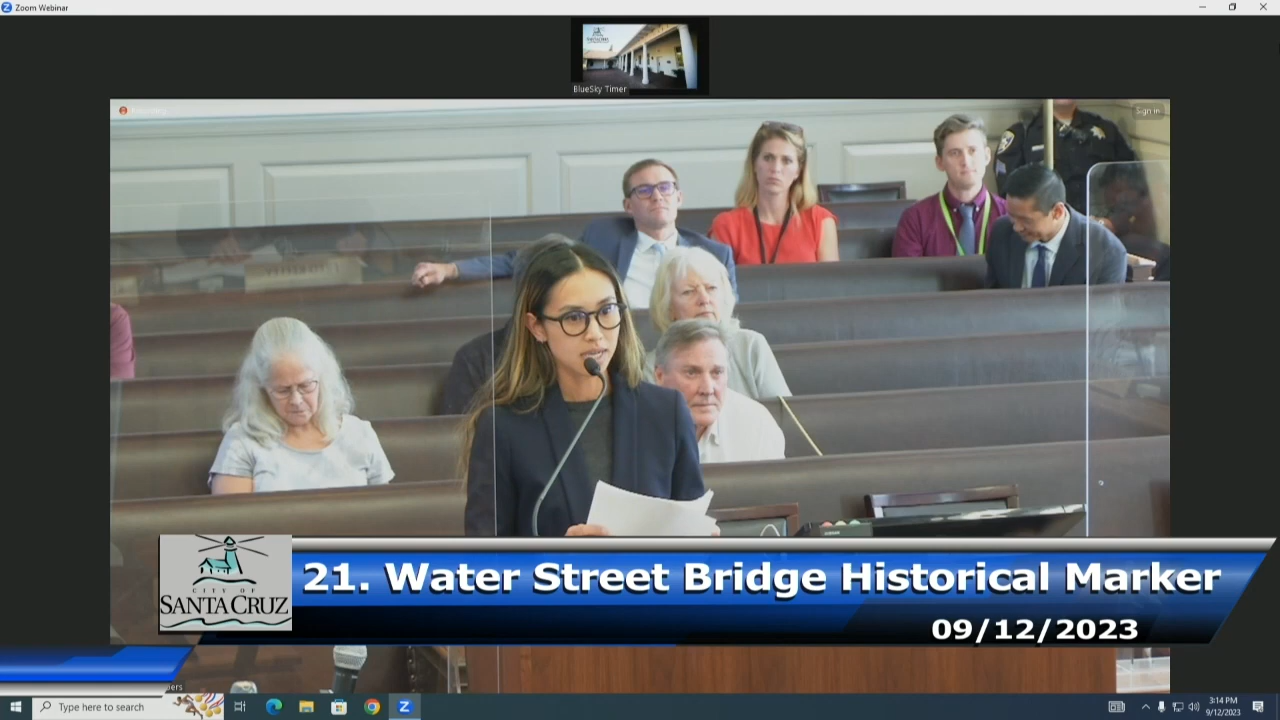 Zoom Webinar
BlueSky Timer
Sign in
CITY OF
SANTA CRUZ
21. Water Street Bridge Historical Marker
09/12/2023
Type here to search
3:14 PM
9/12/2023